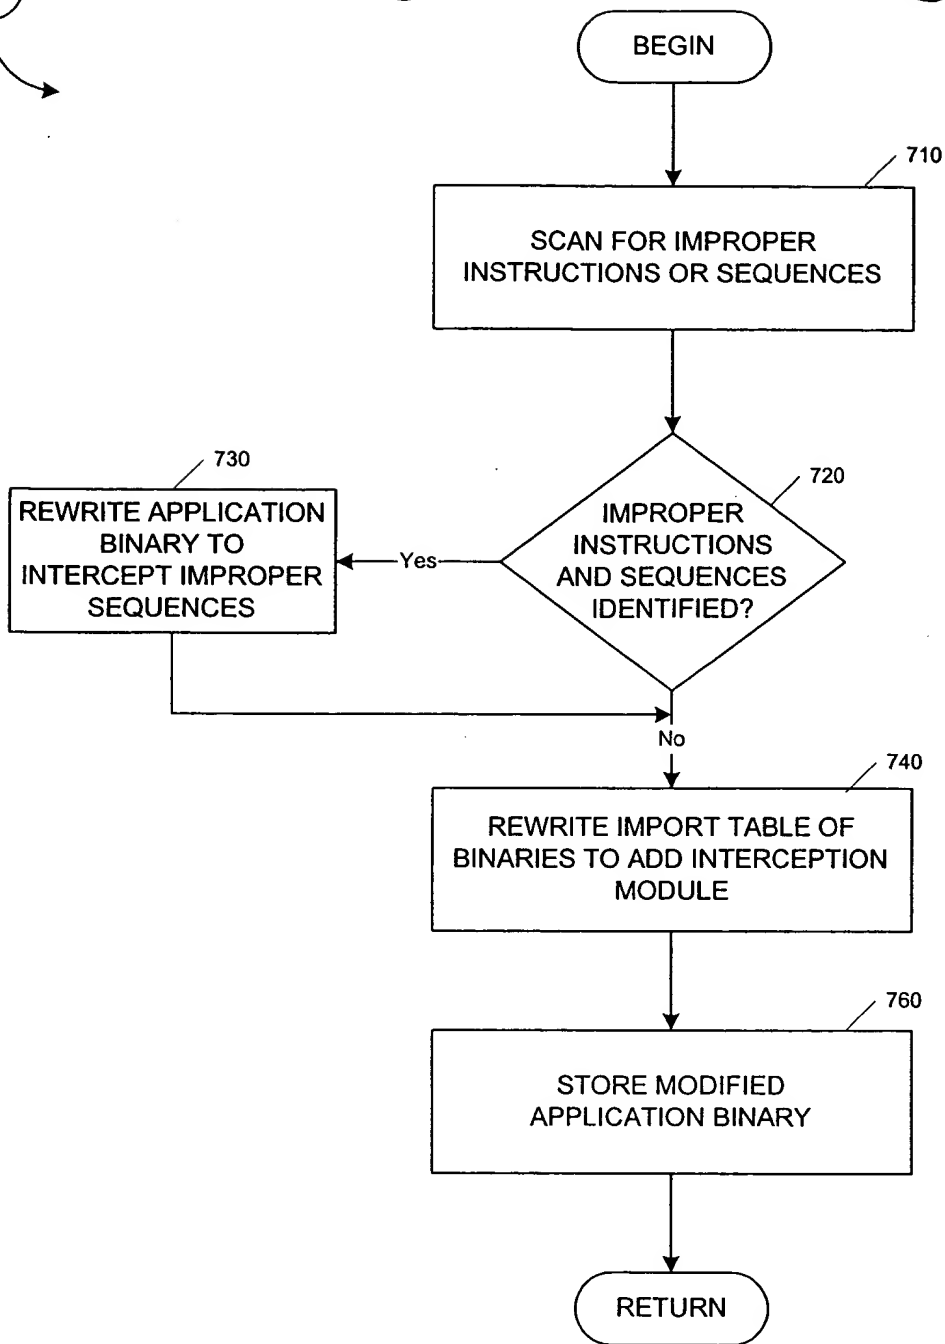 BEGIN
710
SCAN FOR IMPROPER
INSTRUCTIONS OR SEQUENCES
730
REWRITE APPLICATION
BINARY TO
INTERCEPT IMPROPER
SEQUENCES
Yes
720
IMPROPER
INSTRUCTIONS
AND SEQUENCES
IDENTIFIED?
No
740
REWRITE IMPORT TABLE OF
BINARIES TO ADD INTERCEPTION
MODULE
760
STORE MODIFIED
APPLICATION BINARY
RETURN